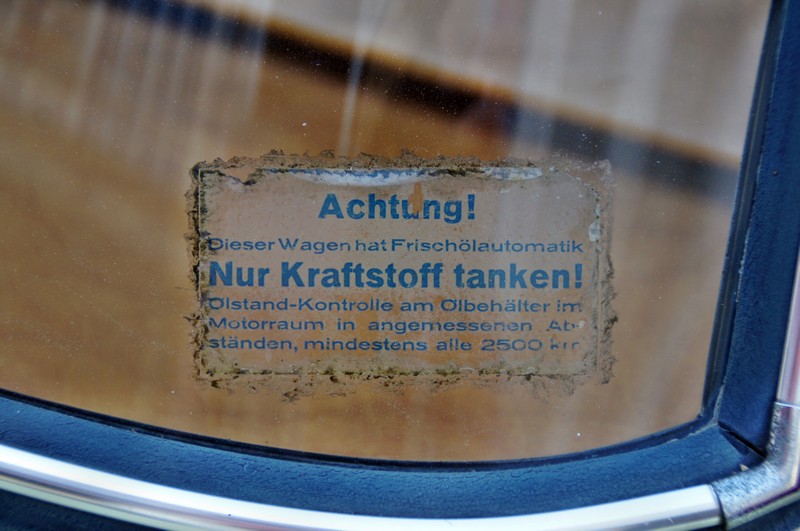 Achtung!
Dieser Wagen hat Frischölautomatik
Nur Kraftstoff tanken!
Ölstand-Kontrolle am Ölbehälter im
Motorraum in angemessenen Ab-
ständen, mindestens alle 2500 km